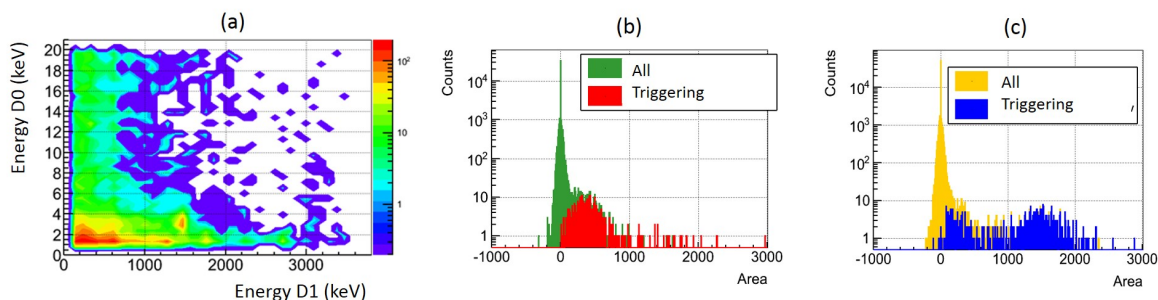 (a)
20
18
16
14
12
10
8
6
4
2
0
Energy D0 (keV)
0 1000 2000 3000
Energy D1 (keV)
10²
10
1
(b)
Counts
10⁴
10³
10²
10
1
All
Triggering
-1000 0 1000 2000 3000
Area
(c)
Counts
10⁴
10³
10²
10
1
All
Triggering ,
-1000 0 1000 2000 3000
Area